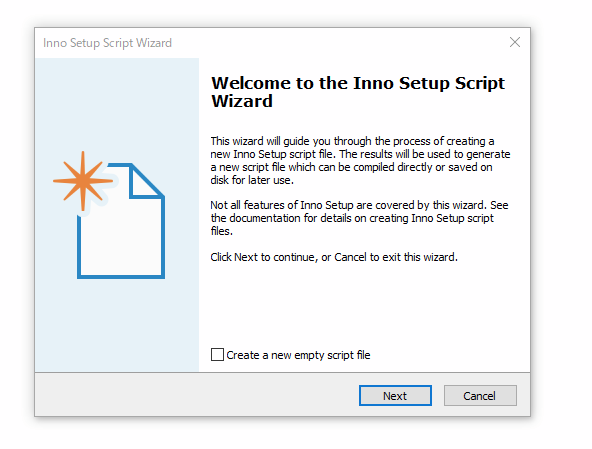 Inno Setup Script Wizard
Welcome to the Inno Setup Script
Wizard
This wizard will guide you through the process of creating a
new Inno Setup script file. The results will be used to generate
a new script file which can be compiled directly or saved on
disk for later use.
Not all features of Inno Setup are covered by this wizard. See
the documentation for details on creating Inno Setup script
files.
Click Next to continue, or Cancel to exit this wizard.
Create a new empty script file
Next
Cancel